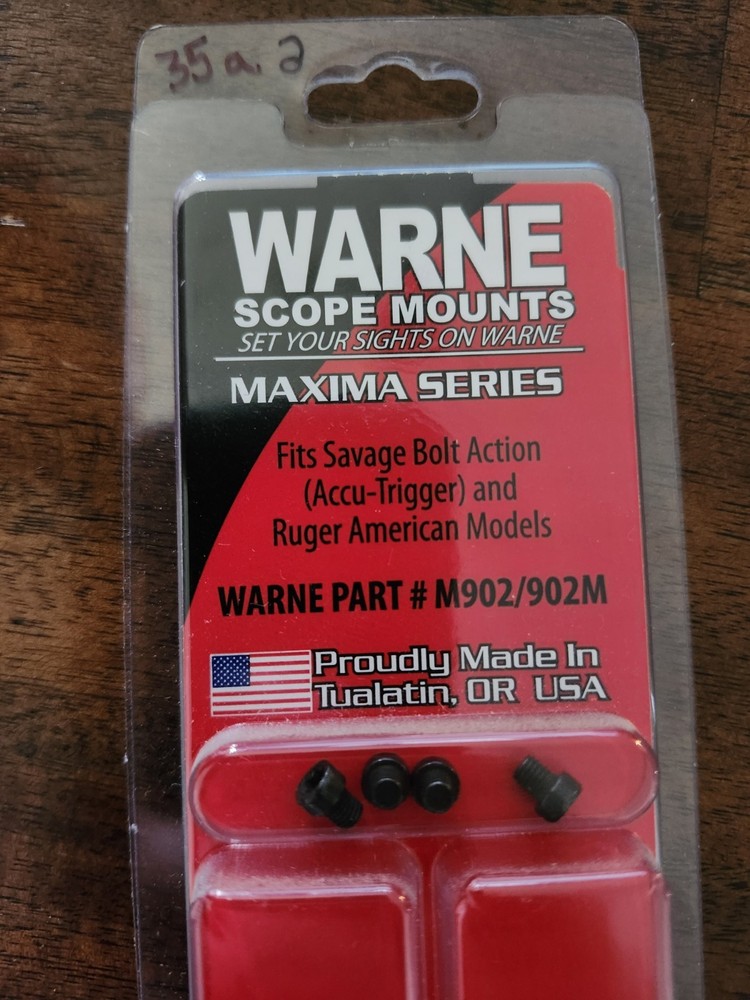 35 a. 2
WARNE
SCOPE MOUNTS
SET YOUR SIGHTS ON WARNE
MAXIMA SERIES
Fits Savage Bolt Action
(Accu-Trigger) and
Ruger American Models
WARNE PART # M902/902M
Proudly Made In
Tualatin, OR USA